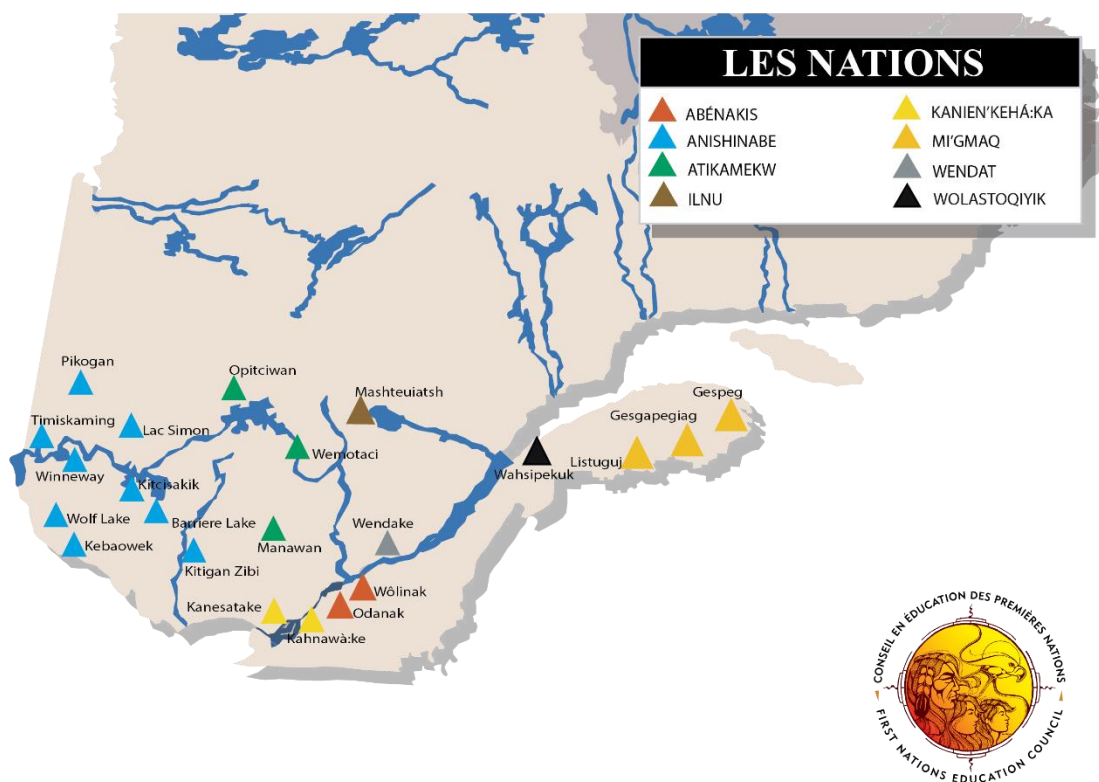 LES NATIONS
ABÉNAKIS
ANISHINABE
ATIKAMEKW
ILNU
KANIEN'KEHÁ:KA
MI'GMAQ
WENDAT
WOLASTOQIYIK
Pikogan
Opitciwan
Mashteuiatsh
Gespeg
Timiskaming
Lac Simon
Gesgapegiag
Winneway
Wemotaci
Wahsipekuk
Listuguj
Kitcisakik
Wolf Lake
Barriere Lake
Wendake
Kebaowek
Kitigan Zibi
Manawan
Wôlinak
Kanesatake
Odanak
Kahnawà:ke
CONSEIL EN ÉDUCATION DES PREMIÈRES NATIONS
FIRST NATIONS EDUCATION COUNCIL